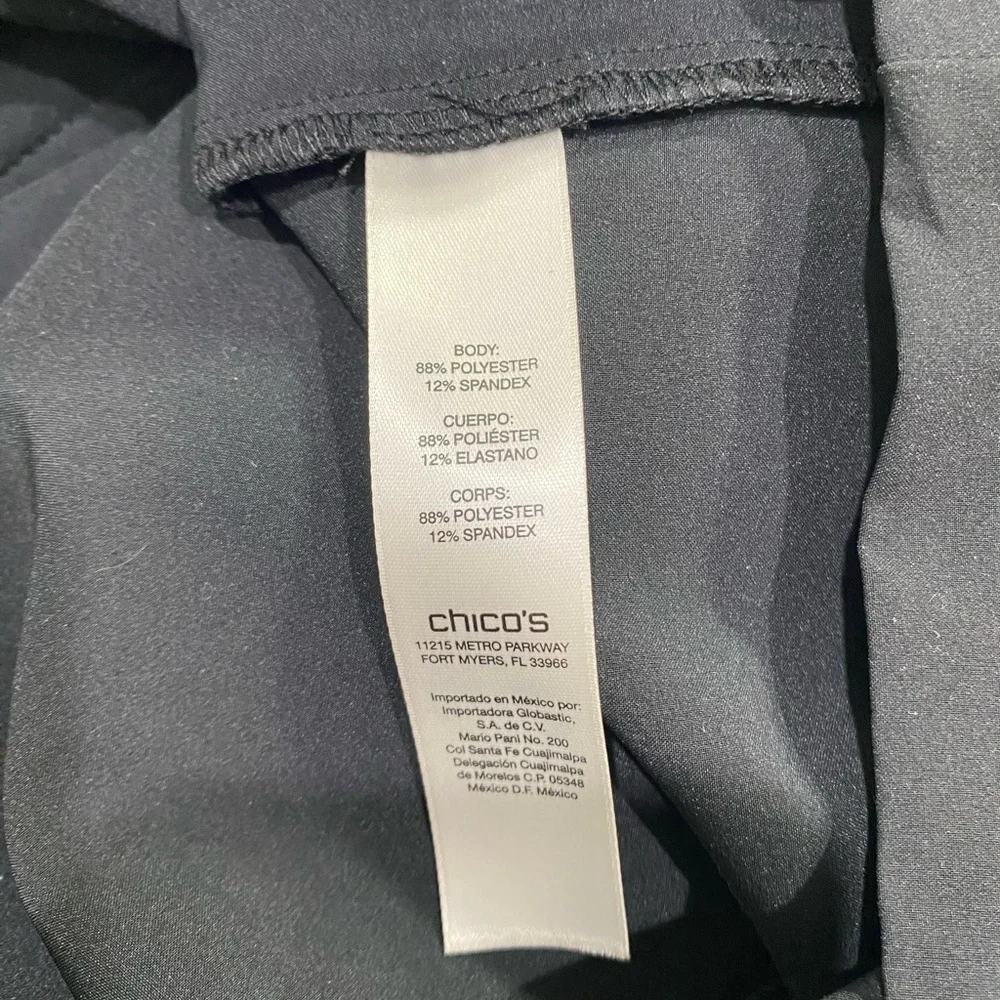 BODY:
88% POLYESTER
12% SPANDEX
CUERPO:
88% POLIÉSTER
12% ELASTANO
CORPS:
88% POLYESTER
12% SPANDEX
chico's
11215 METRO PARKWAY
FORT MYERS, FL 33966
Importado en México por:
Importadora Globastic,
S.A. de C.V.
Mario Pani No. 200
Col Santa Fe Cuajimalpa
Delegación Cuajimalpa
de Morelos C.P. 05348
México D.F. México